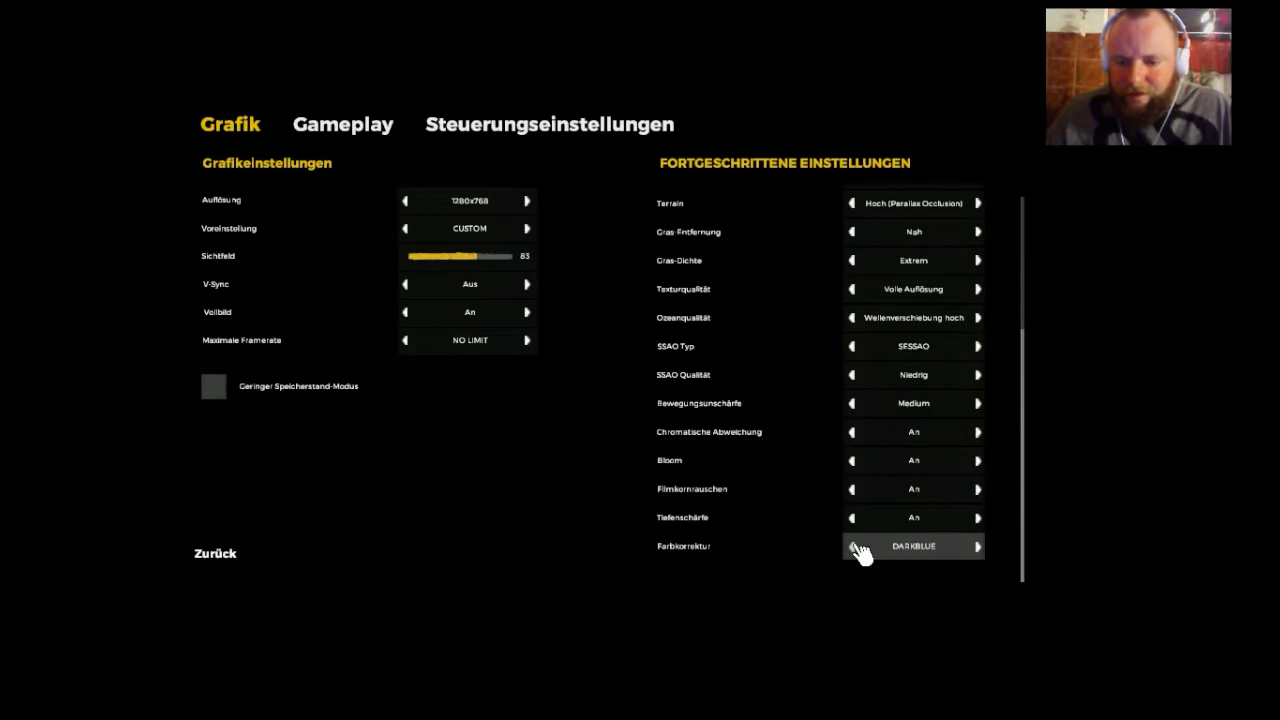 Grafik Gameplay Steuerungseinstellungen
Grafikeinstellungen
Auflösung 1280x768
Voreinstellung CUSTOM
Sichtfeld 83
V-Sync Aus
Vollbild An
Maximale Framerate NO LIMIT
Geringer Speicherstand-Modus
Zurück
FORTGESCHRITTENE EINSTELLUNGEN
Terrain Hoch (Parallax Occlusion)
Gras-Entfernung Nah
Gras-Dichte Extrem
Texturqualität Volle Auflösung
Ozeanqualität Wellenverschiebung hoch
SSAO Typ SESSAO
SSAO Qualität Niedrig
Bewegungsunschärfe Medium
Chromatische Abweichung An
Bloom An
Filmkornrauschen An
Tiefenschärfe An
Farbkorrektur DARKBLUE